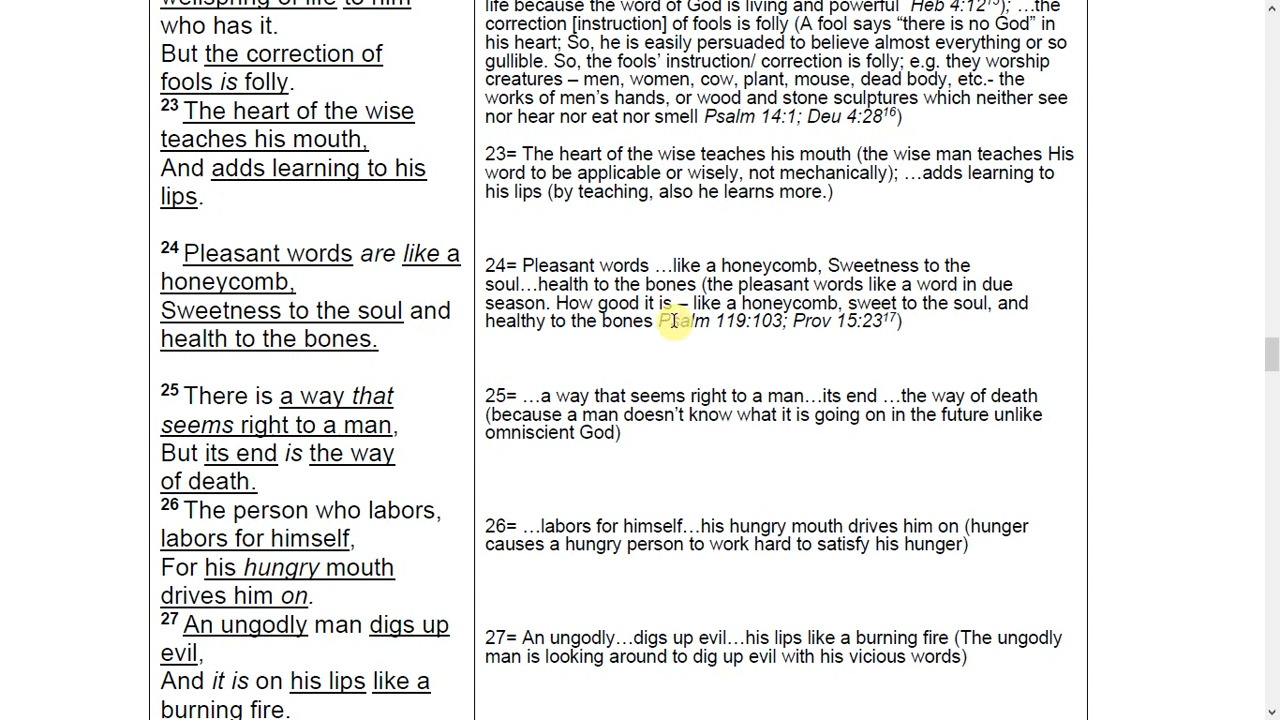 wellspring of life to him
who has it.
But the correction of
fools is folly.
23 The heart of the wise
teaches his mouth,
And adds learning to his
lips.
24 Pleasant words are like a
honeycomb,
Sweetness to the soul and
health to the bones.
25 There is a way that
seems right to a man,
But its end is the way
of death.
26 The person who labors,
labors for himself,
For his hungry mouth
drives him on.
27 An ungodly man digs up
evil,
And it is on his lips like a
burning fire.
life because the word of God is living and powerful Heb 4:1215); …the
correction [instruction] of fools is folly (A fool says “there is no God” in
his heart; So, he is easily persuaded to believe almost everything or so
gullible. So, the fools’ instruction/ correction is folly; e.g. they worship
creatures – men, women, cow, plant, mouse, dead body, etc.- the
works of men’s hands, or wood and stone sculptures which neither see
nor hear nor eat nor smell Psalm 14:1; Deu 4:2816)
23= The heart of the wise teaches his mouth (the wise man teaches His
word to be applicable or wisely, not mechanically); …adds learning to
his lips (by teaching, also he learns more.)
24= Pleasant words …like a honeycomb, Sweetness to the
soul…health to the bones (the pleasant words like a word in due
season. How good it is – like a honeycomb, sweet to the soul, and
healthy to the bones Psalm 119:103; Prov 15:2317)
25= …a way that seems right to a man…its end …the way of death
(because a man doesn’t know what it is going on in the future unlike
omniscient God)
26= …labors for himself…his hungry mouth drives him on (hunger
causes a hungry person to work hard to satisfy his hunger)
27= An ungodly…digs up evil…his lips like a burning fire (The ungodly
man is looking around to dig up evil with his vicious words)